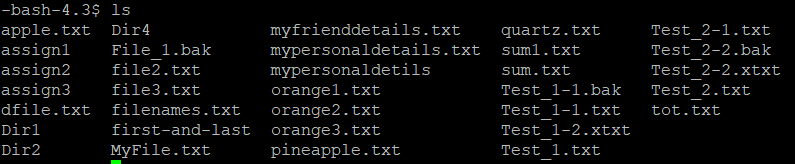 -bash-4.3$ ls
apple.txt Dir4 myfrienddetails.txt quartz.txt Test_2-1.txt
assign1 File_1.bak mypersonaldetails.txt sum1.txt Test_2-2.bak
assign2 file2.txt mypersonaldetils sum.txt Test_2-2.xtxt
assign3 file3.txt orange1.txt Test_1-1.bak Test_2.txt
dfile.txt filenames.txt orange2.txt Test_1-1.txt tot.txt
Dir1 first-and-last orange3.txt Test_1-2.xtxt
Dir2 MyFile.txt pineapple.txt Test_1.txt